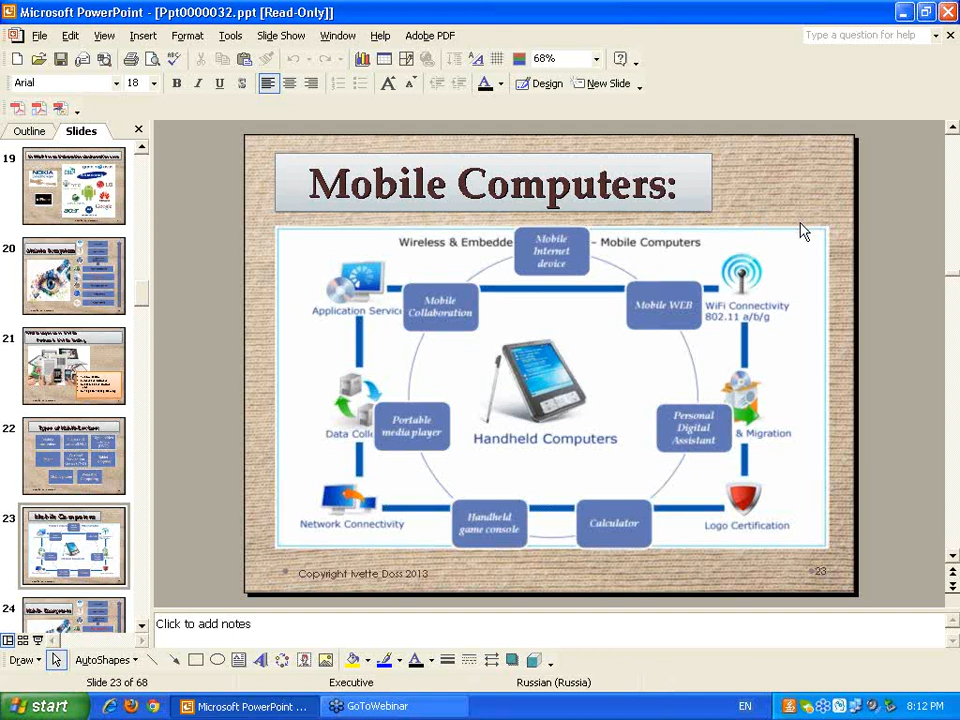 Microsoft PowerPoint - [Ppt0000032.ppt [Read-Only]]
File Edit View Insert Format Tools Slide Show Window Help Adobe PDF
Type a question for help
68%
Arial 18 B I U S A A A Design New Slide
Outline Slides
19
20
21
22
23
24
Mobile Computers:
Wireless & Embedde
– Mobile Computers
Mobile
Internet
device
Application Servic
Mobile
Collaboration
Mobile WEB
WiFi Connectivity
802.11 a/b/g
Portable
media player
Data Colle
Handheld Computers
Personal
Digital
Assistant
& Migration
Network Connectivity
Handheld
game console
Calculator
Logo Certification
Copyright Ivette Doss 2013
23
Click to add notes
Draw AutoShapes
Slide 23 of 68 Executive Russian (Russia)
start Microsoft PowerPoint ... GoToWebinar EN 8:12 PM